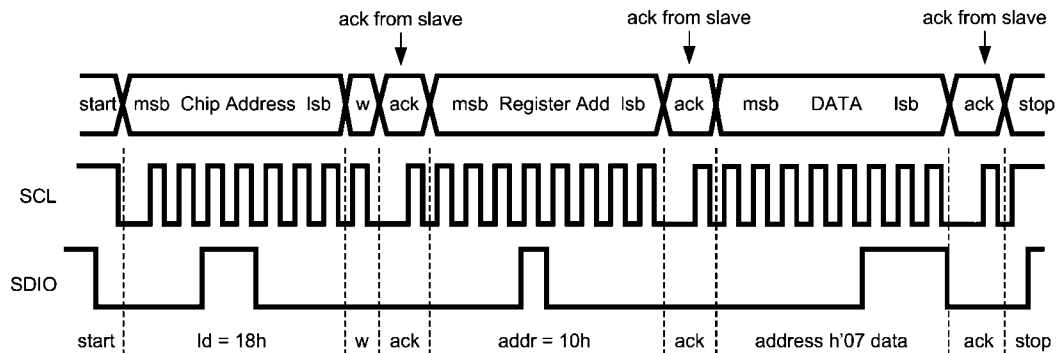 ack from slave ack from slave ack from slave
start msb Chip Address lsb w ack msb Register Add lsb ack msb DATA lsb ack stop
SCL
SDIO
start Id = 18h w ack addr = 10h ack address h'07 data ack stop